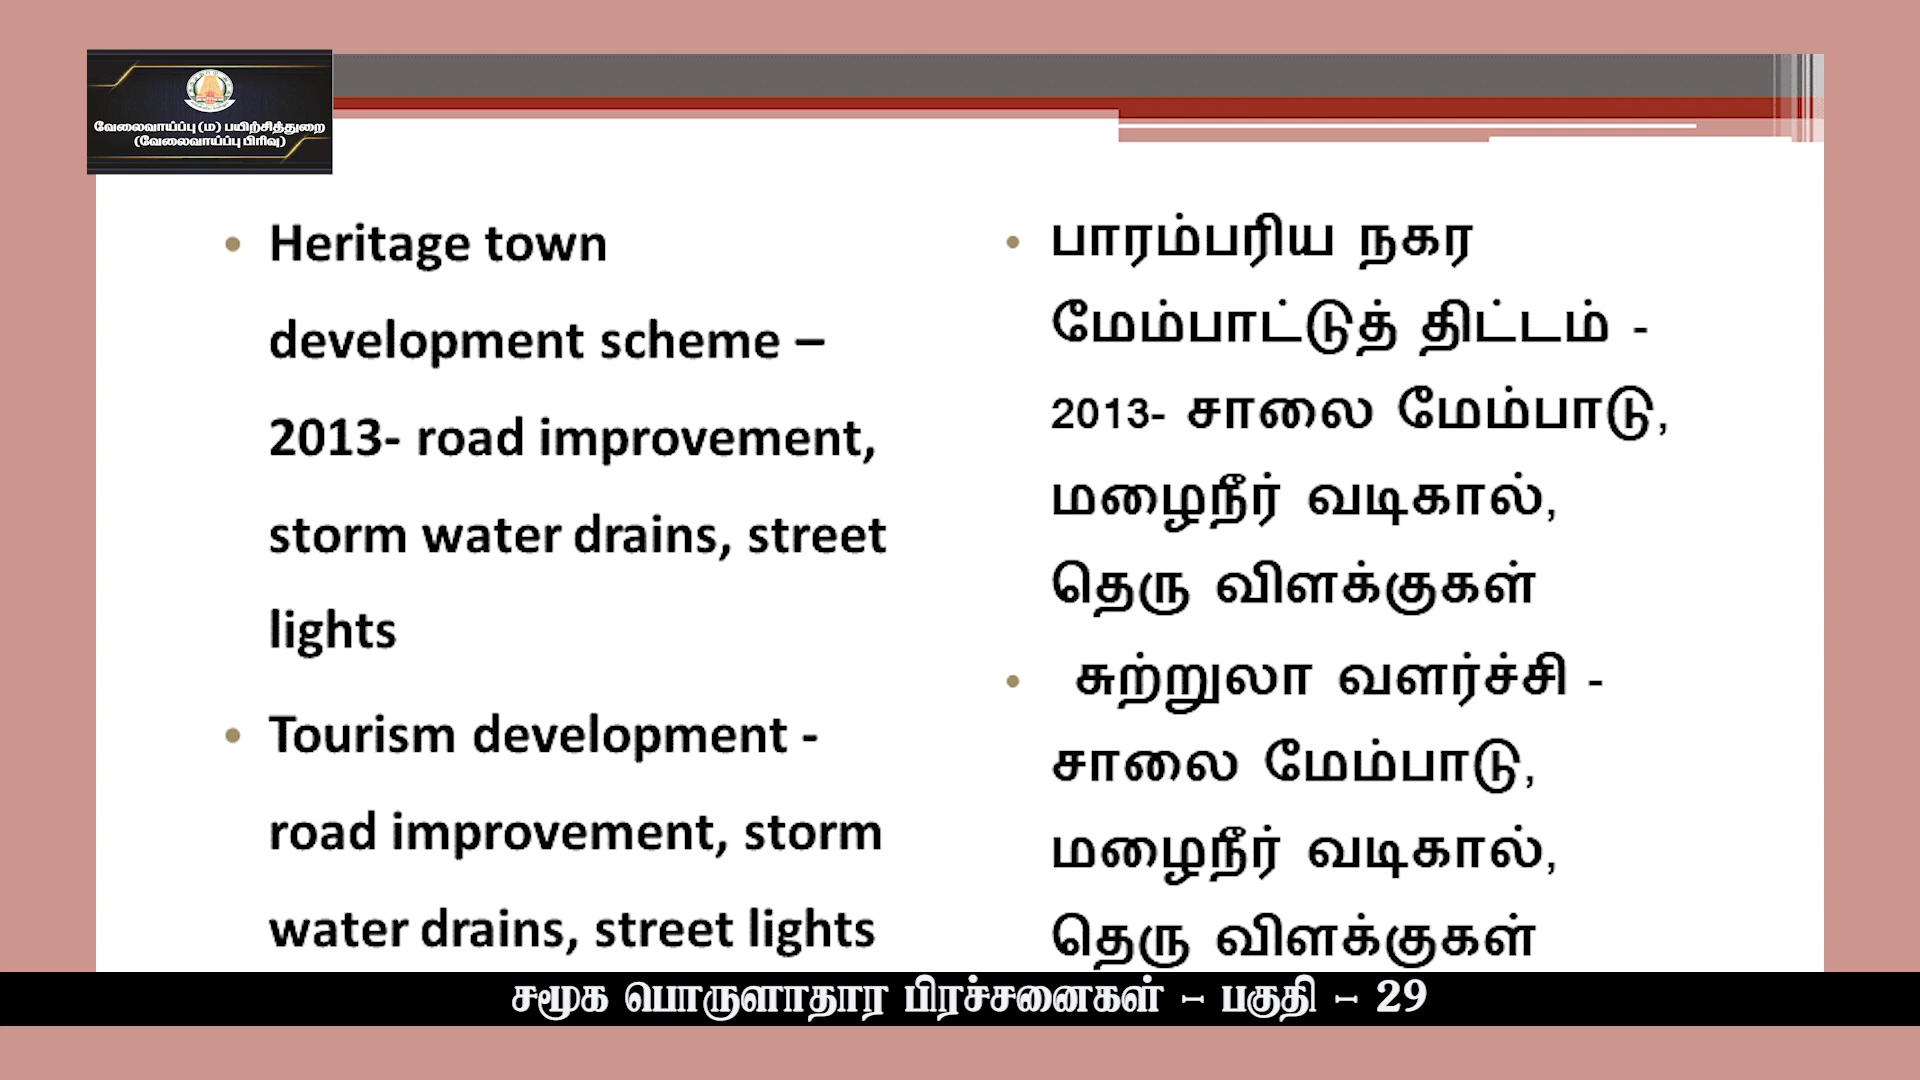 வேலைவாய்ப்பு (ம) பயிற்சித்துறை
(வேலைவாய்ப்பு பிரிவு)
• Heritage town
development scheme –
2013- road improvement,
storm water drains, street
lights
• Tourism development -
road improvement, storm
water drains, street lights
• பாரம்பரிய நகர
மேம்பாட்டுத் திட்டம் -
2013- சாலை மேம்பாடு,
மழைநீர் வடிகால்,
தெரு விளக்குகள்
• சுற்றுலா வளர்ச்சி -
சாலை மேம்பாடு,
மழைநீர் வடிகால்,
தெரு விளக்குகள்
சமூக பொருளாதார பிரச்சனைகள் – பகுதி – 29